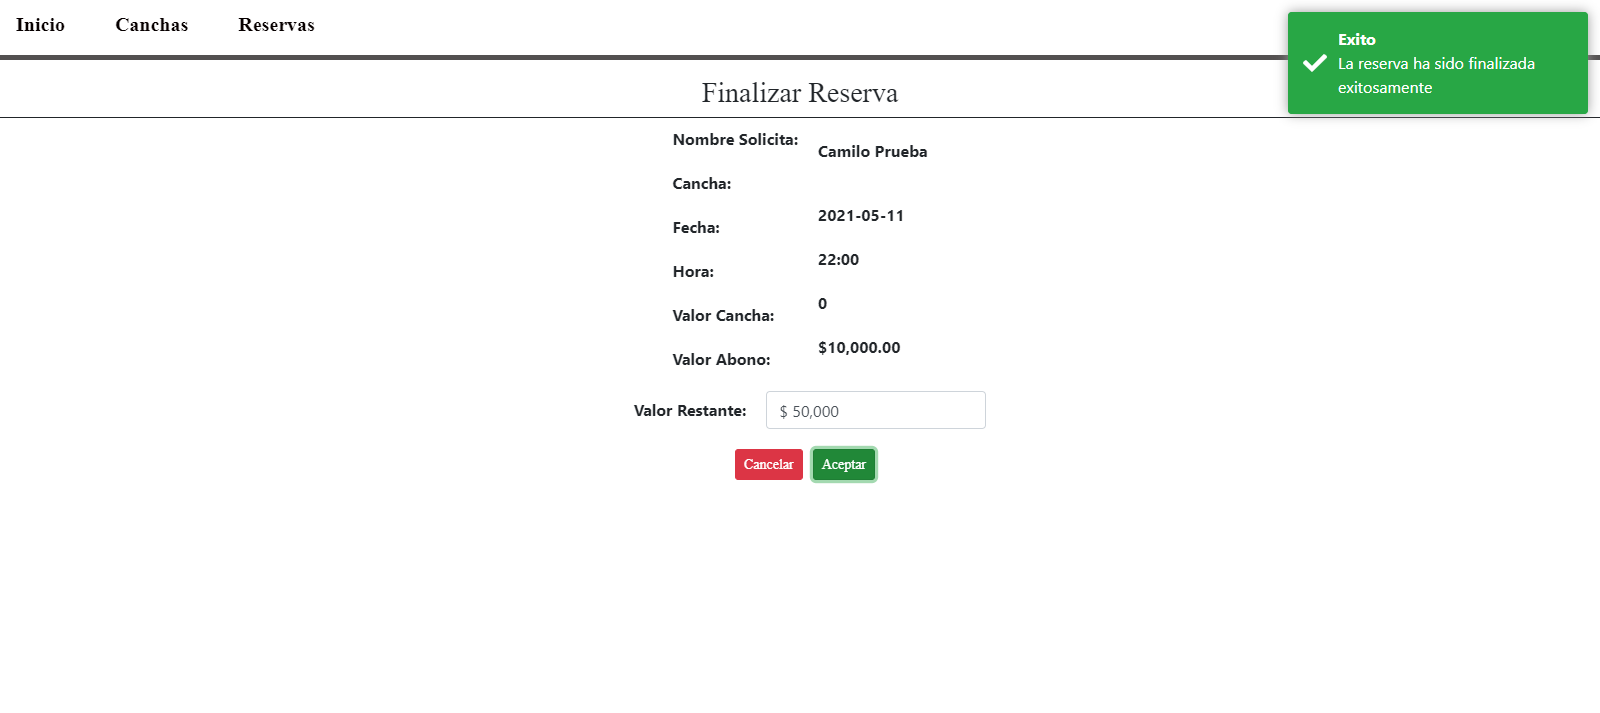 Inicio Canchas Reservas
Exito
La reserva ha sido finalizada
exitosamente
Finalizar Reserva
Nombre Solicita: Camilo Prueba
Cancha:
Fecha: 2021-05-11
Hora: 22:00
Valor Cancha: 0
Valor Abono: $10,000.00
Valor Restante: $ 50,000
Cancelar Aceptar